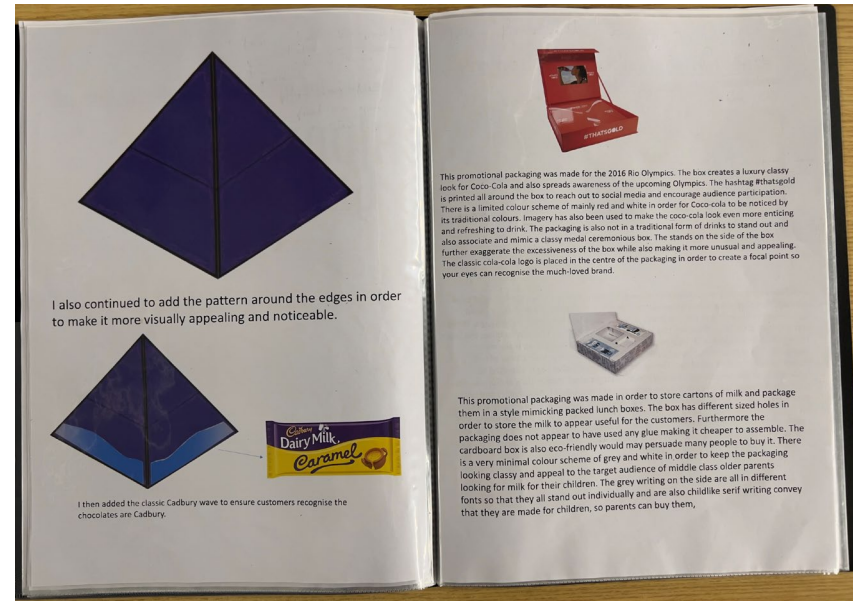 I also continued to add the pattern around the edges in order
to make it more visually appealing and noticeable.
Cadbury
Dairy Milk
Caramel
I then added the classic Cadbury wave to ensure customers recognise the
chocolates are Cadbury.
#THATSGOLD
This promotional packaging was made for the 2016 Rio Olympics. The box creates a luxury classy
look for Coco-Cola and also spreads awareness of the upcoming Olympics. The hashtag #thatsgold
is printed all around the box to reach out to social media and encourage audience participation.
There is a limited colour scheme of mainly red and white in order for Coco-cola to be noticed by
its traditional colours. Imagery has also been used to make the coco-cola look even more enticing
and refreshing to drink. The packaging is also not in a traditional form of drinks to stand out and
also associate and mimic a classy medal ceremonious box. The stands on the side of the box
further exaggerate the excessiveness of the box while also making it more unusual and appealing.
The classic cola-cola logo is placed in the centre of the packaging in order to create a focal point so
your eyes can recognise the much-loved brand.
This promotional packaging was made in order to store cartons of milk and package
them in a style mimicking packed lunch boxes. The box has different sized holes in
order to store the milk to appear useful for the customers. Furthermore the
packaging does not appear to have used any glue making it cheaper to assemble. The
cardboard box is also eco-friendly would may persuade many people to buy it. There
is a very minimal colour scheme of grey and white in order to keep the packaging
looking classy and appeal to the target audience of middle class older parents
looking for milk for their children. The grey writing on the side are all in different
fonts so that they all stand out individually and are also childlike serif writing convey
that they are made for children, so parents can buy them,